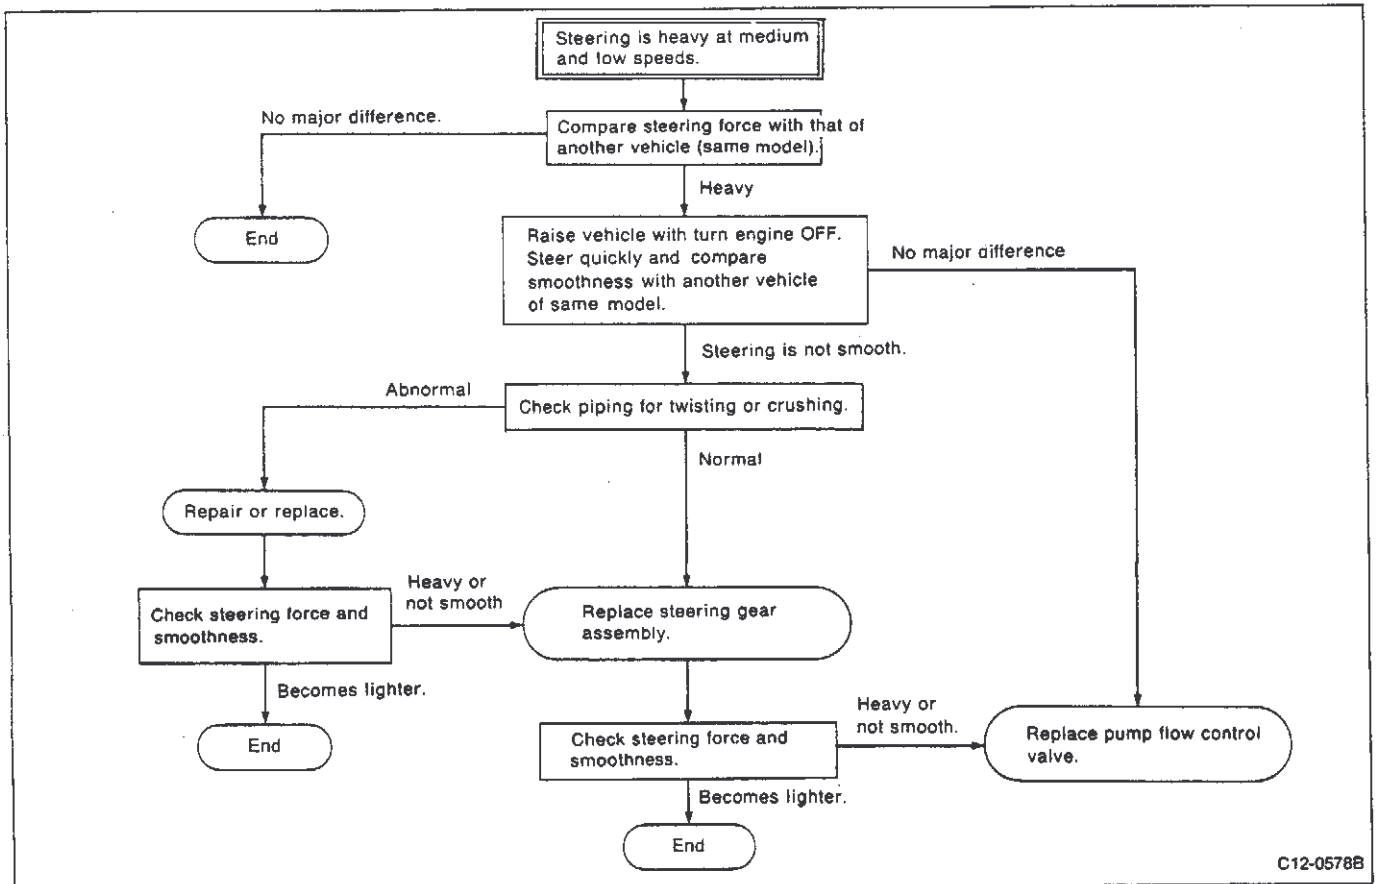 Steering is heavy at medium
and low speeds.
No major difference.
Compare steering force with that of
another vehicle (same model).
Heavy
End
Raise vehicle with turn engine OFF.
Steer quickly and compare
smoothness with another vehicle
of same model.
No major difference
Steering is not smooth.
Abnormal
Check piping for twisting or crushing.
Normal
Repair or replace.
Heavy or
not smooth
Check steering force and
smoothness.
Replace steering gear
assembly.
Becomes lighter.
End
Heavy or
not smooth.
Check steering force and
smoothness.
Replace pump flow control
valve.
Becomes lighter.
End
C12-0578B